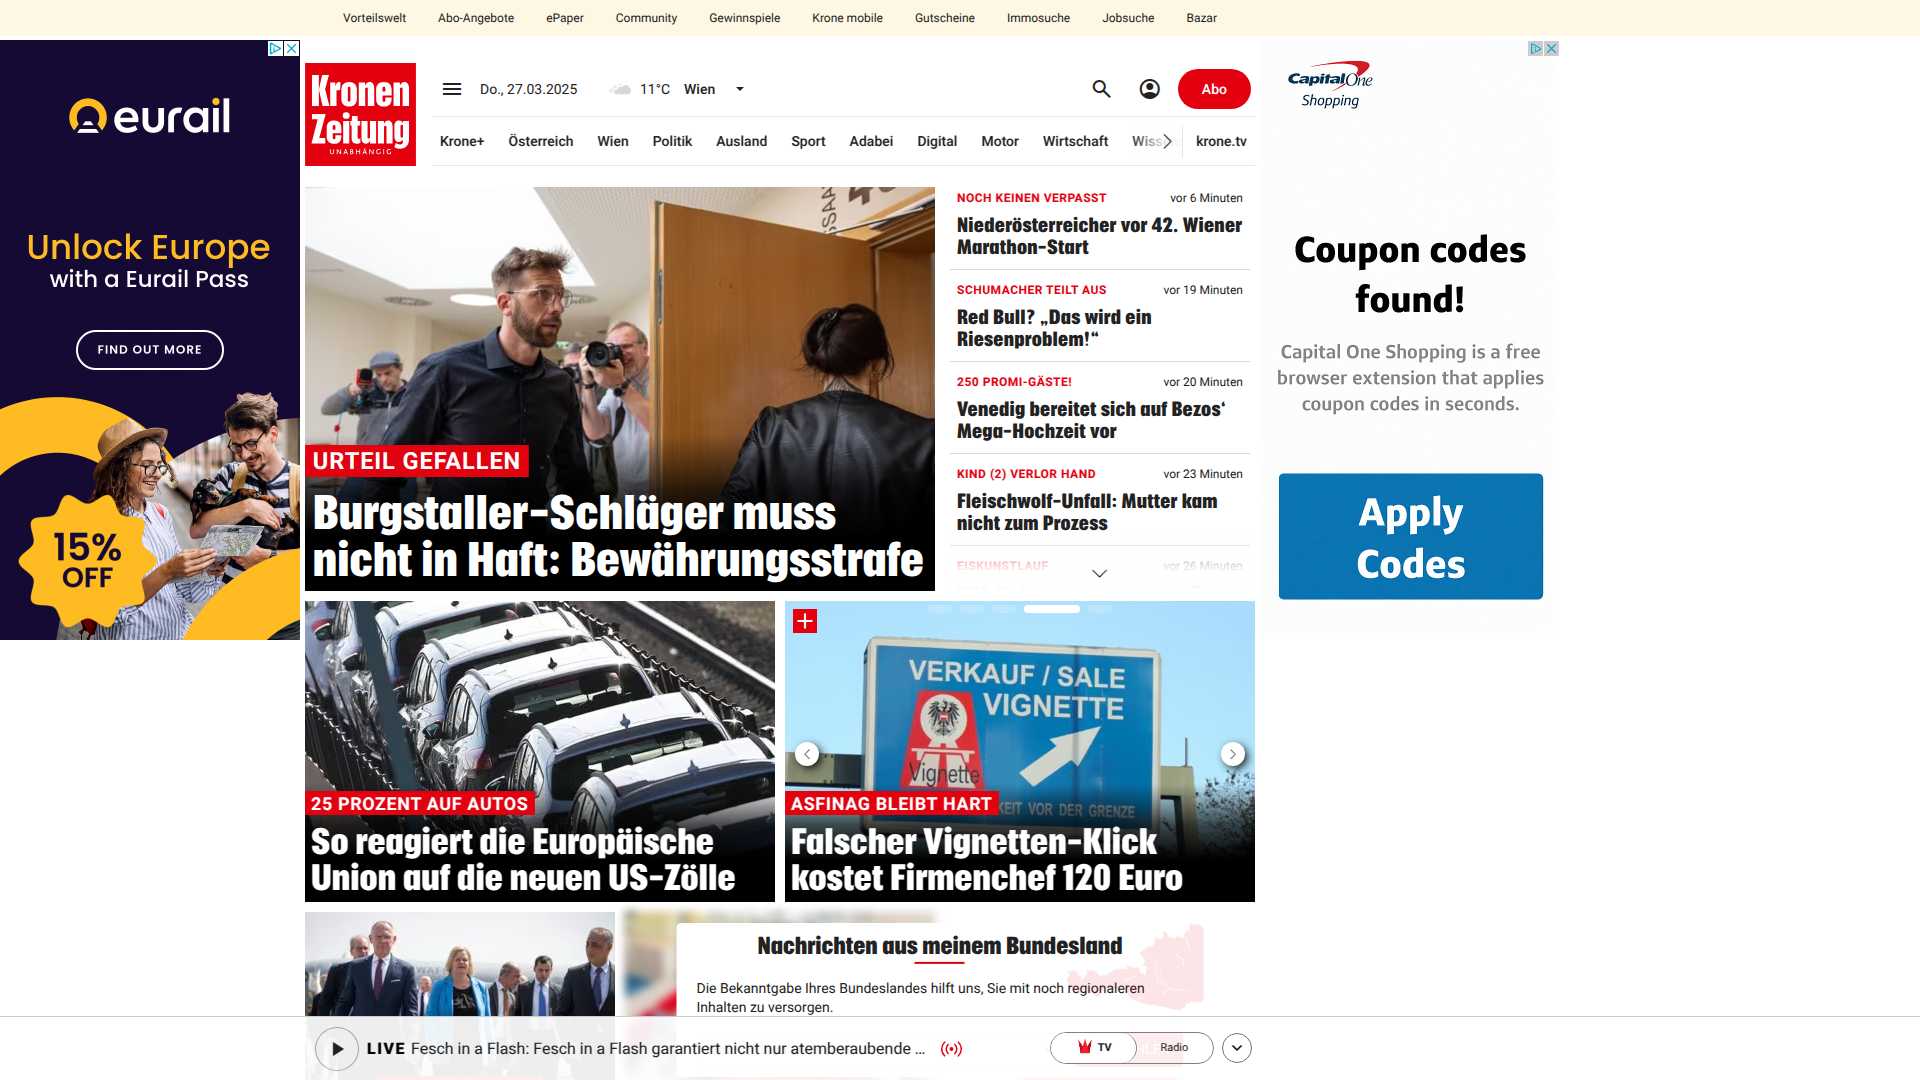 Vorteilswelt
Abo-Angebote
ePaper
Community
Gewinnspiele
Krone mobile
Gutscheine
Immosuche
Jobsuche
Bazar
eurail
Unlock Europe
with a Eurail Pass
FIND OUT MORE
15%
OFF
Kronen
Zeitung
UNABHÄNGIG
Do., 27.03.2025
11°C
Wien
Abo
Krone+
Österreich
Wien
Politik
Ausland
Sport
Adabei
Digital
Motor
Wirtschaft
Wiss
krone.tv
URTEIL GEFALLEN
Burgstaller-Schläger muss
nicht in Haft: Bewährungsstrafe
NOCH KEINEN VERPASST
vor 6 Minuten
Niederösterreicher vor 42. Wiener
Marathon-Start
SCHUMACHER TEILT AUS
vor 19 Minuten
Red Bull? „Das wird ein
Riesenproblem!“
250 PROMI-GÄSTE!
vor 20 Minuten
Venedig bereitet sich auf Bezos‘
Mega-Hochzeit vor
KIND (2) VERLOR HAND
vor 23 Minuten
Fleischwolf-Unfall: Mutter kam
nicht zum Prozess
EISKUNSTLAUF
vor 26 Minuten
25 PROZENT AUF AUTOS
So reagiert die Europäische
Union auf die neuen US-Zölle
VERKAUF / SALE
VIGNETTE
Vignette
KEIT VOR DER GRENZE
ASFINAG BLEIBT HART
Falscher Vignetten-Klick
kostet Firmenchef 120 Euro
Nachrichten aus meinem Bundesland
Die Bekanntgabe Ihres Bundeslandes hilft uns, Sie mit noch regionaleren
Inhalten zu versorgen.
LIVE Fesch in a Flash: Fesch in a Flash garantiert nicht nur atemberaubende ...
TV
Radio
CapitalOne
Shopping
Coupon codes
found!
Capital One Shopping is a free
browser extension that applies
coupon codes in seconds.
Apply
Codes